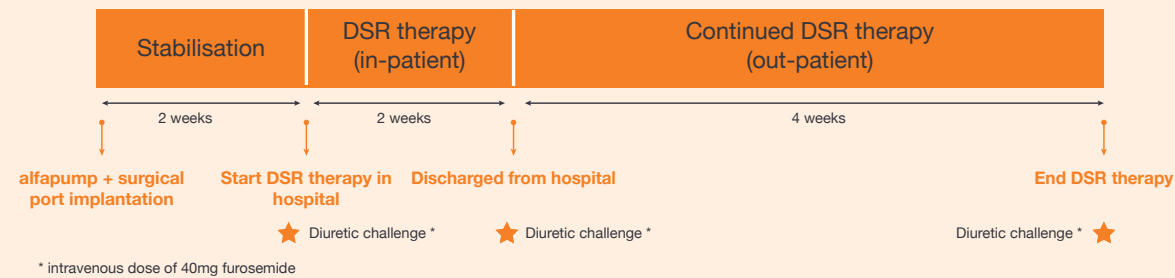 Stabilisation
DSR therapy
(in-patient)
Continued DSR therapy
(out-patient)
2 weeks
2 weeks
4 weeks
alfapump + surgical
port implantation
Start DSR therapy in
hospital
Discharged from hospital
End DSR therapy
Diuretic challenge *
Diuretic challenge *
Diuretic challenge *
* intravenous dose of 40mg furosemide